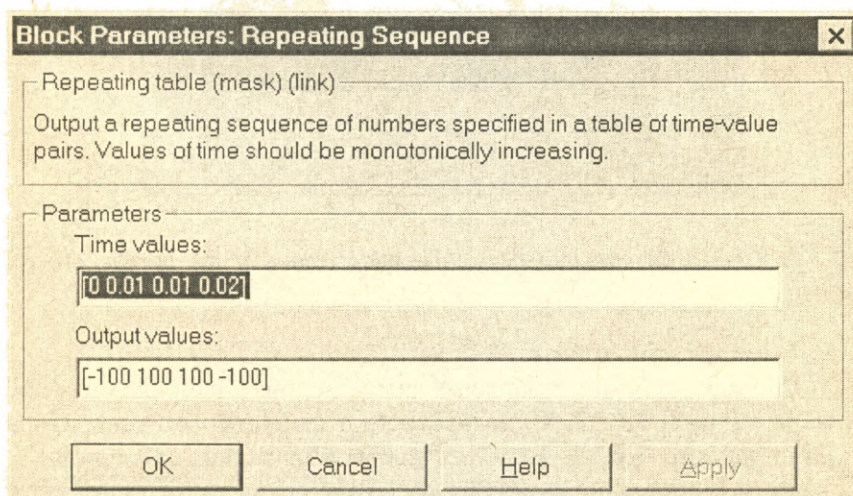 Block Parameters: Repeating Sequence
Repeating table (mask) (link)
Output a repeating sequence of numbers specified in a table of time-value
pairs. Values of time should be monotonically increasing.
Parameters
Time values:
[0 0.01 0.01 0.02]
Output values:
[-100 100 100 -100]
OK Cancel Help Apply